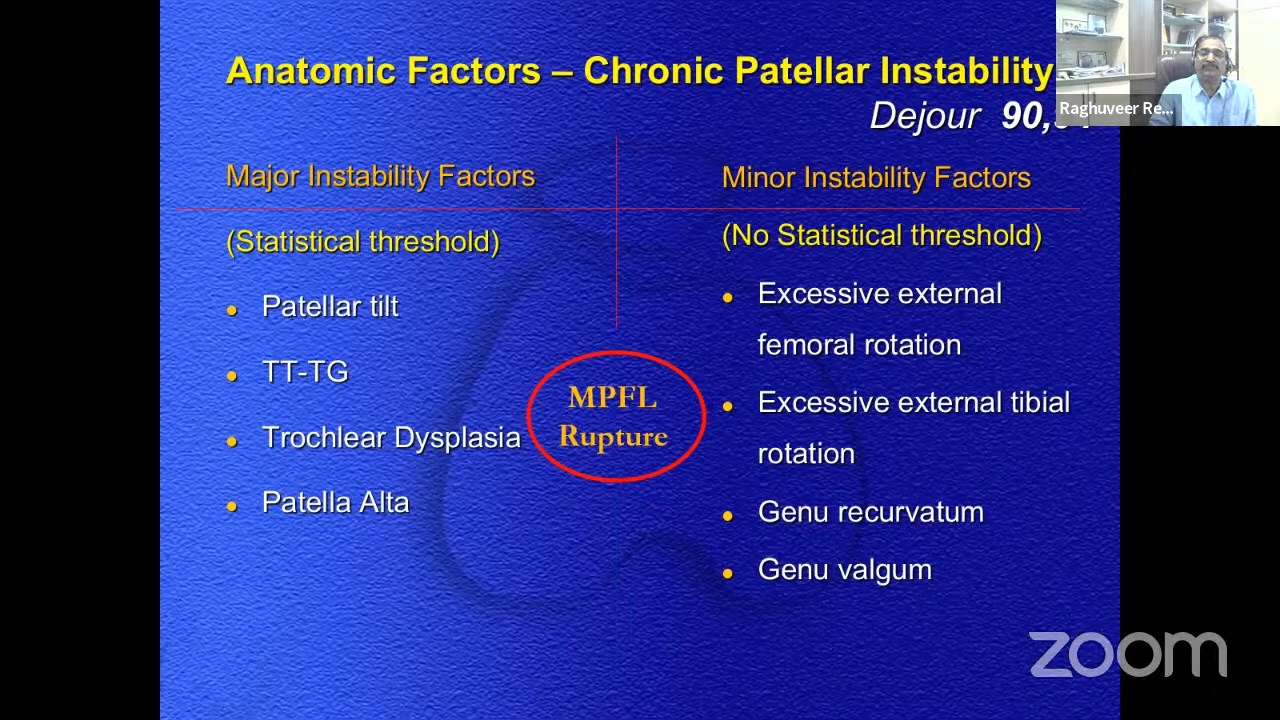 Anatomic Factors – Chronic Patellar Instability
Dejour 90,
Raghuveer Re...
Major Instability Factors
(Statistical threshold)
Patellar tilt
TT-TG
Trochlear Dysplasia
Patella Alta
MPFL
Rupture
Minor Instability Factors
(No Statistical threshold)
Excessive external
femoral rotation
Excessive external tibial
rotation
Genu recurvatum
Genu valgum
zoom